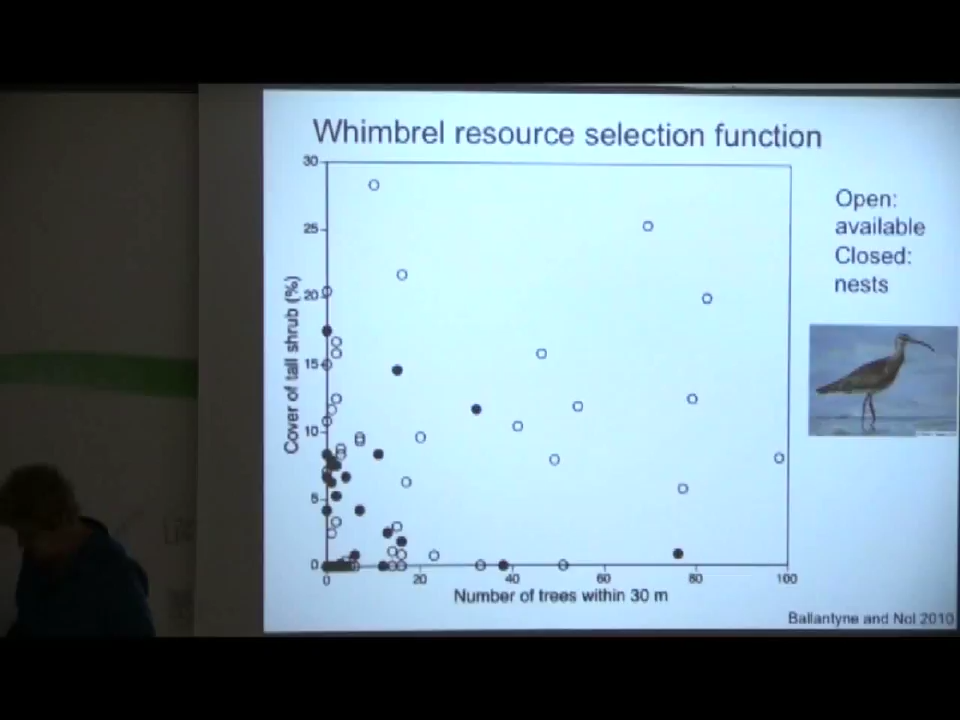 Whimbrel resource selection function
30
25
20
15
10
5
0
Cover of tall shrub (%)
0 20 40 60 80 100
Number of trees within 30 m
Open:
available
Closed:
nests
Ballantyne and Nol 2010